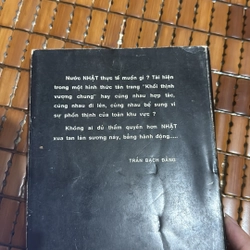 Nước NHẬT thực tế muốn gì ? Tái hiện
trong một hình thức tân trang "Khối thịnh
vượng chung" hay cùng nhau hợp tác,
cùng nhau đi lên, cùng nhau bổ sung vì
sự phồn thịnh của toàn khu vực ?
Không ai đủ thẩm quyền hơn NHẬT
xua tan làn sương này, bằng hành động....
TRẦN BẠCH ĐẰNG